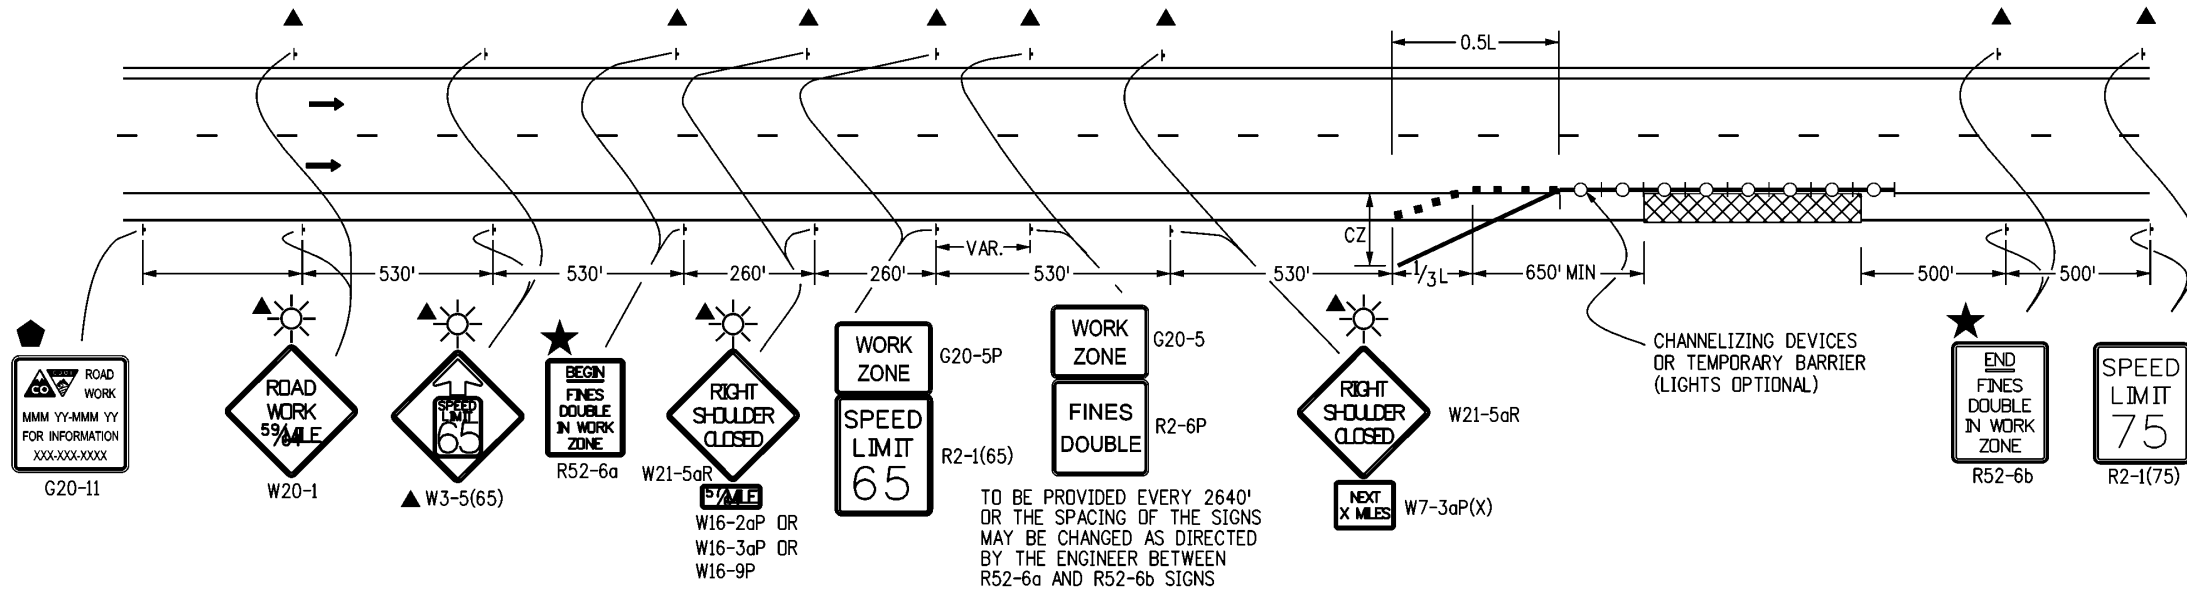 0.5L
CZ
VAR.
530'
530'
260'
260'
530'
530'
1/3 L
650' MIN
500'
500'
CO
ROAD
WORK
MMM YY-MMM YY
FOR INFORMATION
XXX-XXX-XXXX
G20-11
ROAD
WORK
59/64 MILE
W20-1
SPEED
LIMIT
65
W3-5(65)
BEGIN
FINES
DOUBLE
IN WORK
ZONE
R52-6a
RIGHT
SHOULDER
CLOSED
W21-5aR
MILE
W16-2aP OR
W16-3aP OR
W16-9P
WORK
ZONE
G20-5P
SPEED
LIMIT
65
R2-1(65)
WORK
ZONE
G20-5
FINES
DOUBLE
R2-6P
TO BE PROVIDED EVERY 2640'
OR THE SPACING OF THE SIGNS
MAY BE CHANGED AS DIRECTED
BY THE ENGINEER BETWEEN
R52-6a AND R52-6b SIGNS
RIGHT
SHOULDER
CLOSED
W21-5aR
NEXT
X MILES
W7-3aP(X)
CHANNELIZING DEVICES
OR TEMPORARY BARRIER
(LIGHTS OPTIONAL)
END
FINES
DOUBLE
IN WORK
ZONE
R52-6b
SPEED
LIMIT
75
R2-1(75)